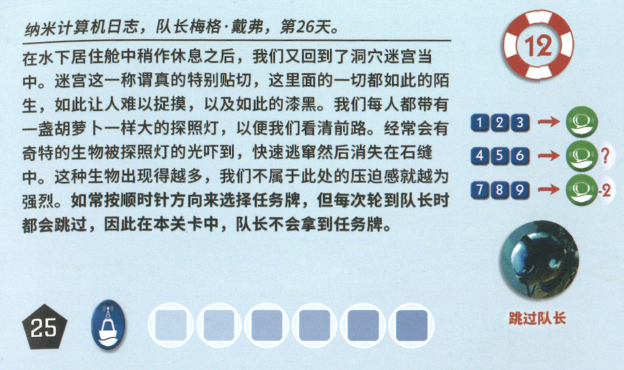 纳米计算机日志，队长梅格·戴弗，第26天。
在水下居住舱中稍作休息之后，我们又回到了洞穴迷宫当
中。迷宫这一称谓真的特别贴切，这里面的一切都如此的陌
生，如此让人难以捉摸，以及如此的漆黑。我们每人都带有
一盏胡萝卜一样大的探照灯，以便我们看清前路。经常会有
奇特的生物被探照灯的光吓到，快速逃窜然后消失在石缝
中。这种生物出现得越多，我们不属于此处的压迫感就越为
强烈。如常按顺时针方向来选择任务牌，但每次轮到队长时
都会跳过，因此在本关卡中，队长不会拿到任务牌。
12
1 2 3
4 5 6 ?
7 8 9 -2
跳过队长
25